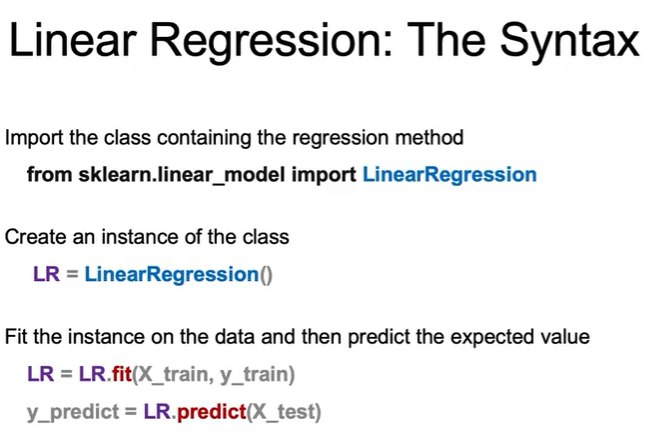 Linear Regression: The Syntax
Import the class containing the regression method
from sklearn.linear_model import LinearRegression
Create an instance of the class
LR = LinearRegression()
Fit the instance on the data and then predict the expected value
LR = LR.fit(X_train, y_train)
y_predict = LR.predict(X_test)